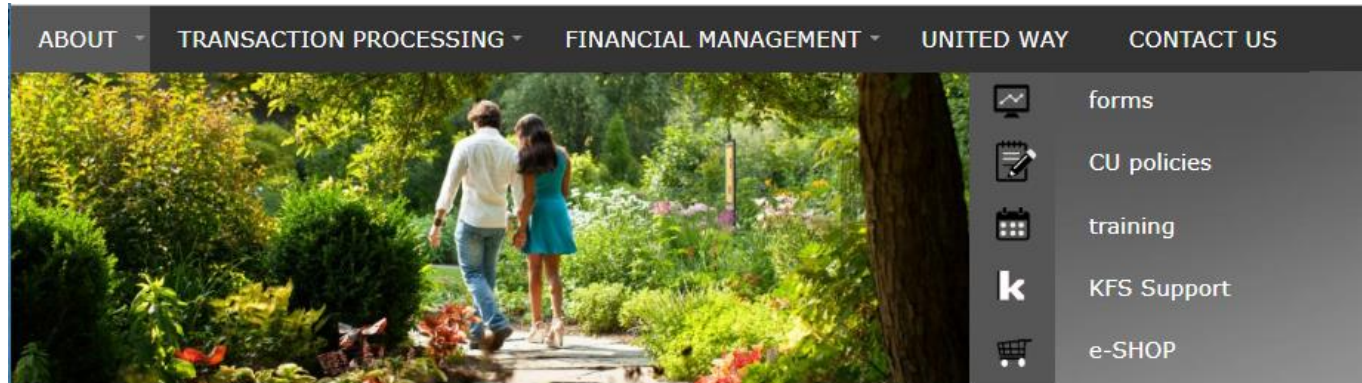 ABOUT TRANSACTION PROCESSING FINANCIAL MANAGEMENT UNITED WAY CONTACT US
forms
CU policies
training
k KFS Support
e-SHOP